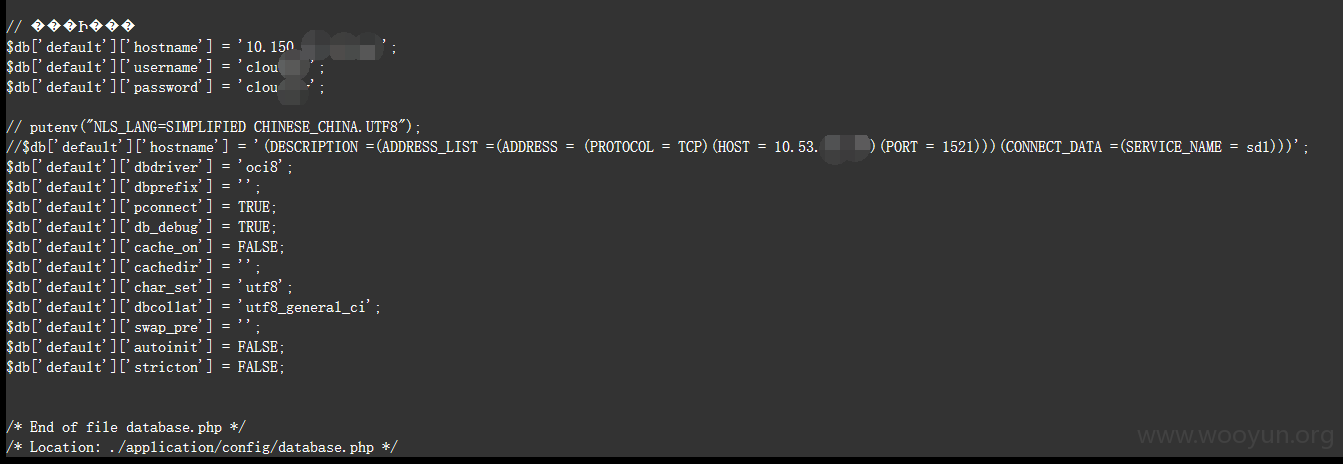 // ���Ի���
$db['default']['hostname'] = '10.150. ';
$db['default']['username'] = 'clou ';
$db['default']['password'] = 'clou ';
// putenv("NLS_LANG=SIMPLIFIED CHINESE_CHINA.UTF8");
//$db['default']['hostname'] = '(DESCRIPTION =(ADDRESS_LIST =(ADDRESS = (PROTOCOL = TCP)(HOST = 10.53. )(PORT = 1521)))(CONNECT_DATA =(SERVICE_NAME = sd1)))';
$db['default']['dbdriver'] = 'oci8';
$db['default']['dbprefix'] = '';
$db['default']['pconnect'] = TRUE;
$db['default']['db_debug'] = TRUE;
$db['default']['cache_on'] = FALSE;
$db['default']['cachedir'] = '';
$db['default']['char_set'] = 'utf8';
$db['default']['dbcollat'] = 'utf8_general_ci';
$db['default']['swap_pre'] = '';
$db['default']['autoinit'] = FALSE;
$db['default']['stricton'] = FALSE;
/* End of file database.php */
/* Location: ./application/config/database.php */
www.wooyun.org